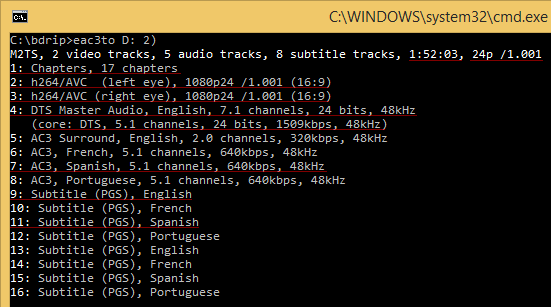 C:\WINDOWS\system32\cmd.exe
C:\bdrip>eac3to D: 2)
M2TS, 2 video tracks, 5 audio tracks, 8 subtitle tracks, 1:52:03, 24p /1.001
1: Chapters, 17 chapters
2: h264/AVC  (left eye), 1080p24 /1.001 (16:9)
3: h264/AVC (right eye), 1080p24 /1.001 (16:9)
4: DTS Master Audio, English, 7.1 channels, 24 bits, 48kHz
(core: DTS, 5.1 channels, 24 bits, 1509kbps, 48kHz)
5: AC3 Surround, English, 2.0 channels, 320kbps, 48kHz
6: AC3, French, 5.1 channels, 640kbps, 48kHz
7: AC3, Spanish, 5.1 channels, 640kbps, 48kHz
8: AC3, Portuguese, 5.1 channels, 640kbps, 48kHz
9: Subtitle (PGS), English
10: Subtitle (PGS), French
11: Subtitle (PGS), Spanish
12: Subtitle (PGS), Portuguese
13: Subtitle (PGS), English
14: Subtitle (PGS), French
15: Subtitle (PGS), Spanish
16: Subtitle (PGS), Portuguese